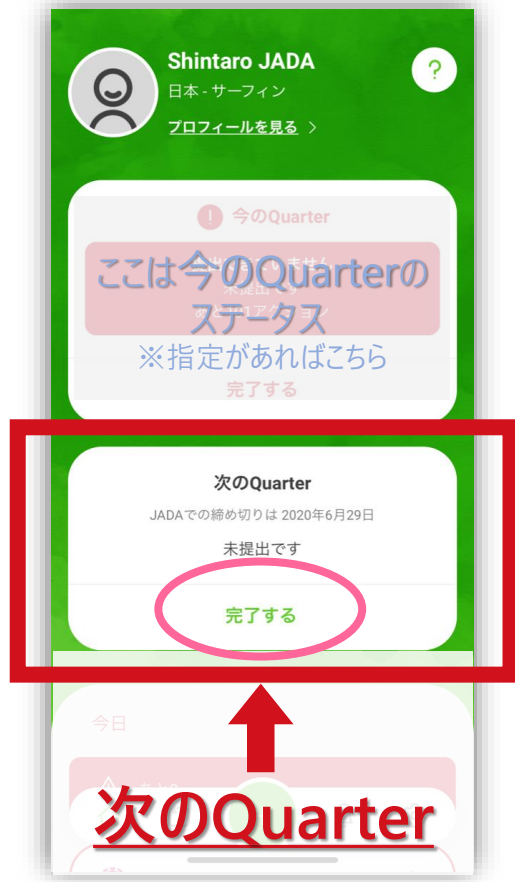 Shintaro JADA
日本 - サーフィン
プロフィールを見る >
?
! 今のQuarter
ここは今のQuarterの
ステータス
※指定があればこちら
未提出です
完了する
次のQuarter
JADAでの締め切りは 2020年6月29日
未提出です
完了する
今日
次のQuarter